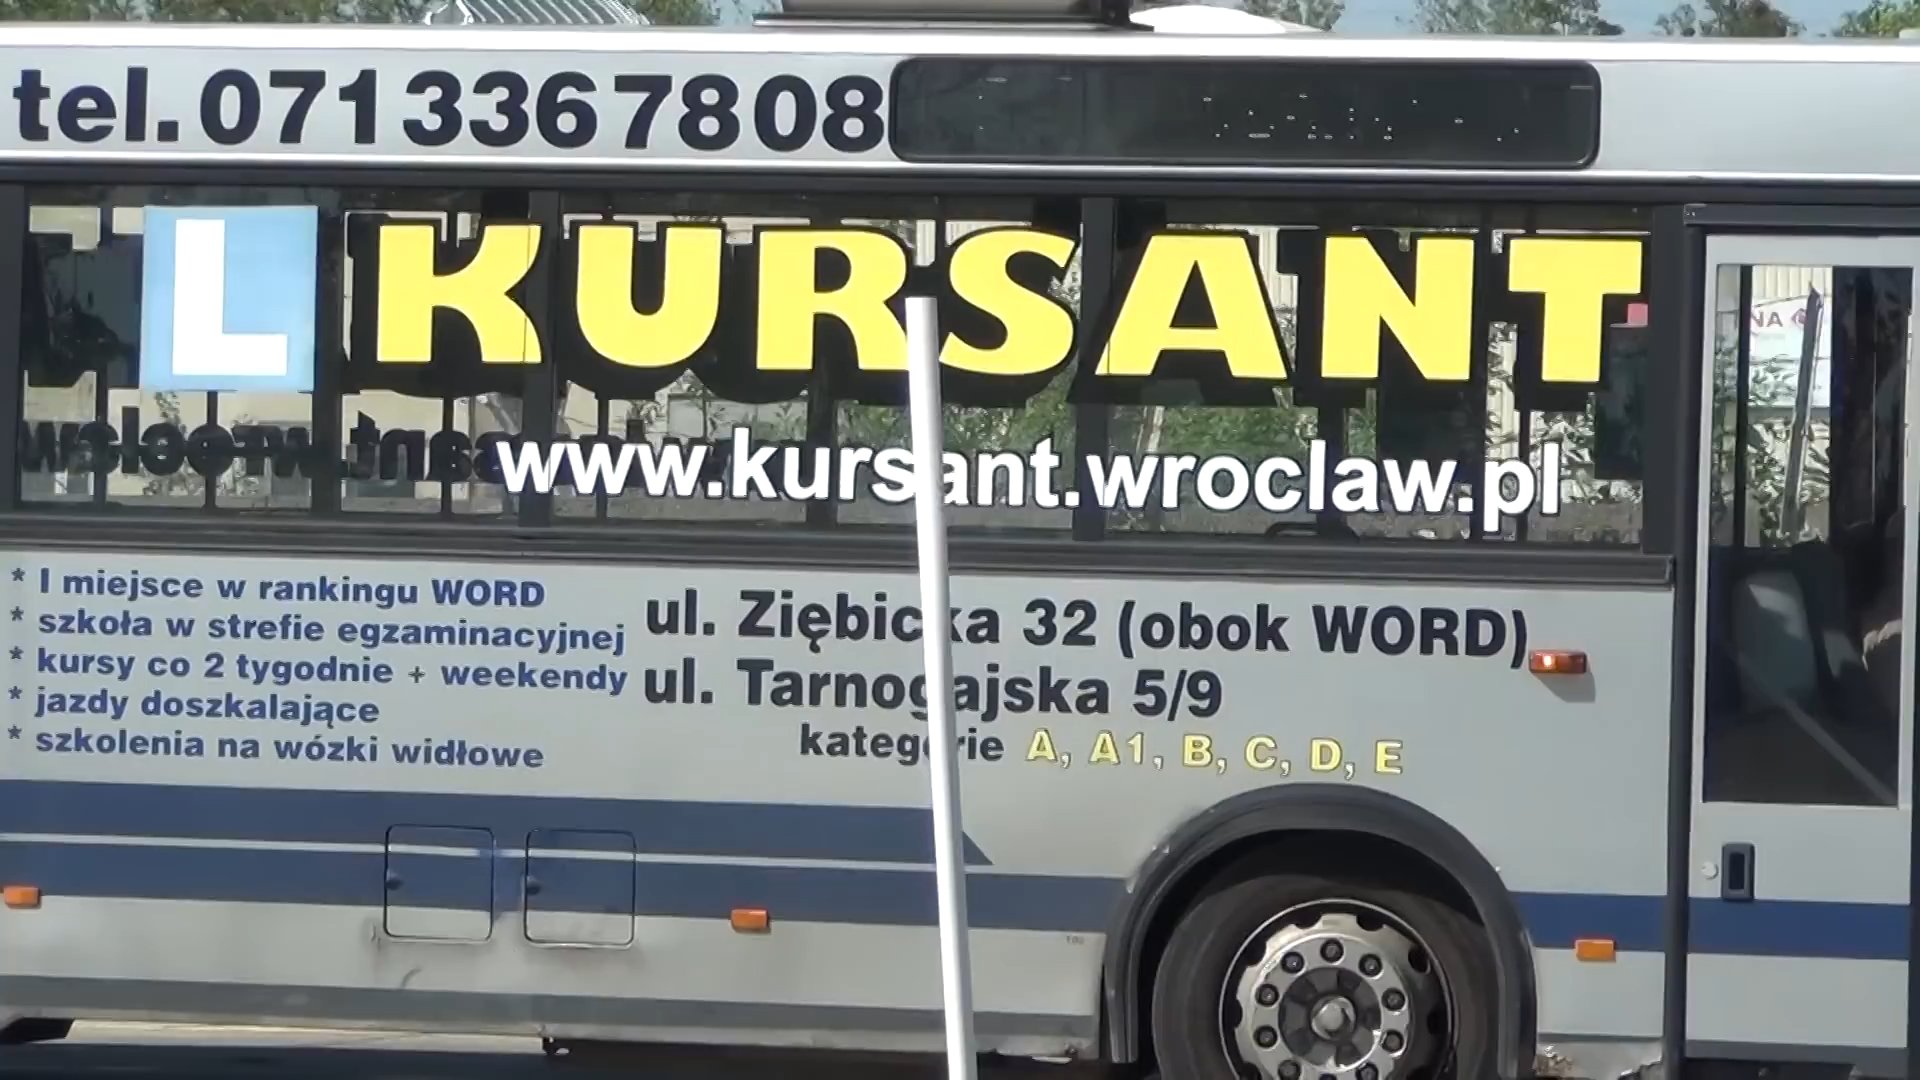 tel. 071 336 78 08
L KURSANT
www.kursant.wroclaw.pl
* I miejsce w rankingu WORD
* szkoła w strefie egzaminacyjnej
* kursy co 2 tygodnie + weekendy
* jazdy doszkalające
* szkolenia na wózki widłowe
ul. Ziębicka 32 (obok WORD)
ul. Tarnogajska 5/9
kategorie A, A1, B, C, D, E